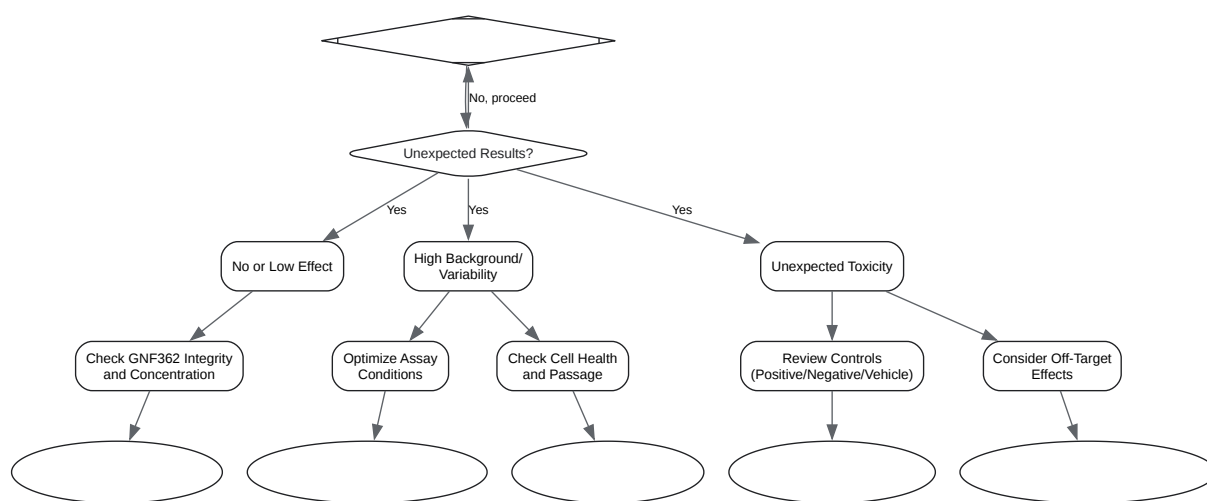 No, proceed
Unexpected Results?
Yes
Yes
Yes
No or Low Effect
High Background/
Variability
Unexpected Toxicity
Check GNF362 Integrity
and Concentration
Optimize Assay
Conditions
Check Cell Health
and Passage
Review Controls
(Positive/Negative/Vehicle)
Consider Off-Target
Effects